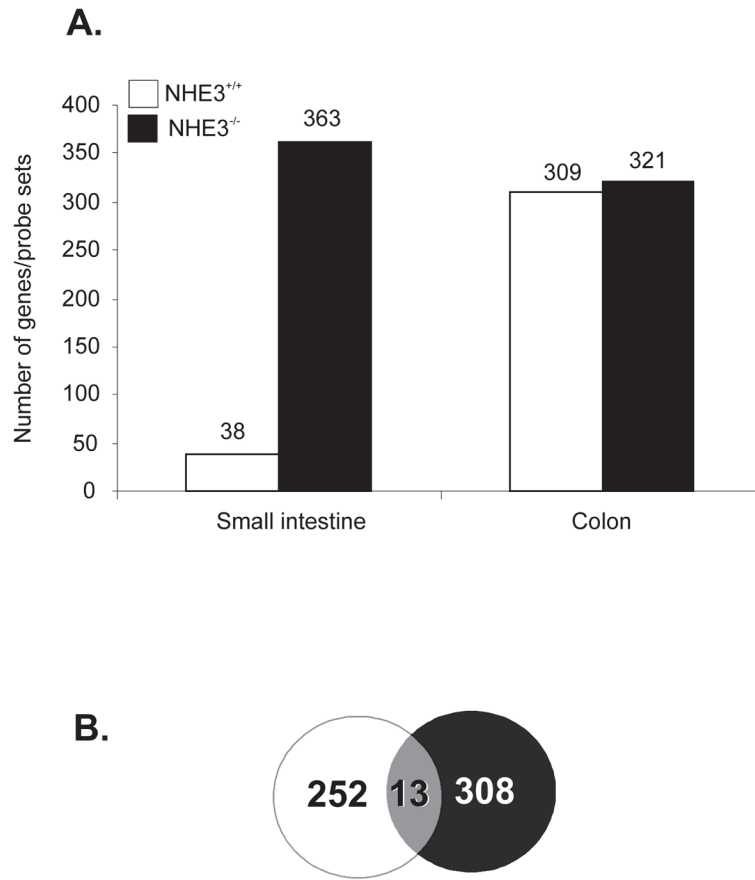 A.
NHE3+/+
NHE3-/-
Number of genes/probe sets
400
350
300
250
200
150
100
50
0
38
363
309
321
Small intestine
Colon
B.
252
13
308